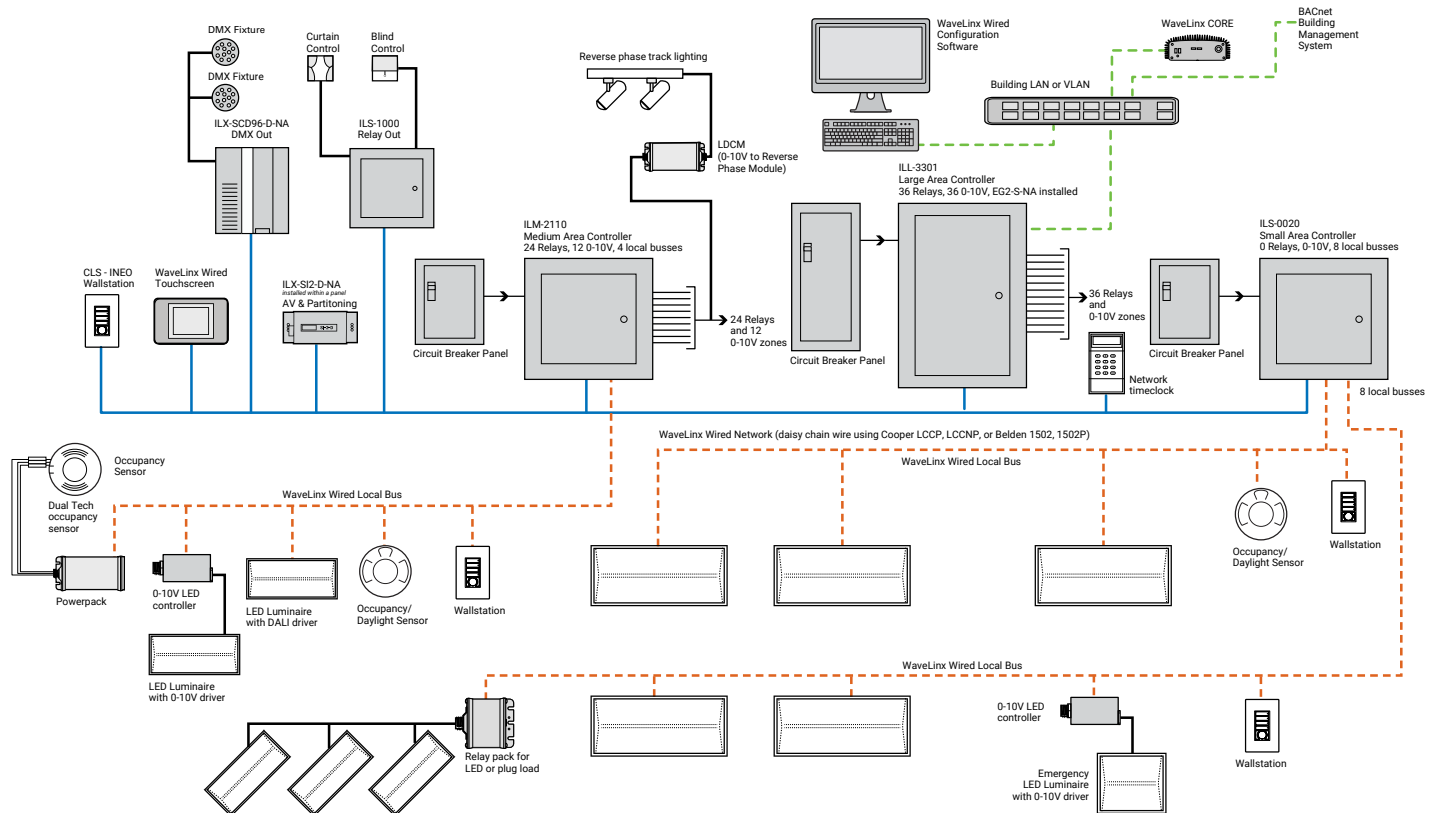 DMX Fixture
DMX Fixture
ILX-SCD96-D-NA
DMX Out
Curtain
Control
Blind
Control
ILS-1000
Relay Out
Reverse phase track lighting
LDCM
(0-10V to Reverse
Phase Module)
WaveLinx Wired
Configuration
Software
WaveLinx CORE
BACnet
Building
Management
System
Building LAN or VLAN
ILL-3301
Large Area Controller
36 Relays, 36 0-10V, EG2-S-NA installed
ILM-2110
Medium Area Controller
24 Relays, 12 0-10V, 4 local busses
ILS-0020
Small Area Controller
0 Relays, 0-10V, 8 local busses
CLS - INEO
Wallstation
WaveLinx Wired
Touchscreen
ILX-SI2-D-NA
installed within a panel
AV & Partitoning
Circuit Breaker Panel
24 Relays
and 12
0-10V zones
Circuit Breaker Panel
36 Relays
and
0-10V zones
Network
timeclock
Circuit Breaker Panel
8 local busses
WaveLinx Wired Network (daisy chain wire using Cooper LCCP, LCCNP, or Belden 1502, 1502P)
WaveLinx Wired Local Bus
Occupancy
Sensor
Dual Tech
occupancy
sensor
WaveLinx Wired Local Bus
Powerpack
0-10V LED
controller
LED Luminaire
with DALI driver
Occupancy/
Daylight Sensor
Wallstation
LED Luminaire
with 0-10V driver
Occupancy/
Daylight Sensor
Wallstation
WaveLinx Wired Local Bus
Relay pack for
LED or plug load
0-10V LED
controller
Emergency
LED Luminaire
with 0-10V driver
Wallstation